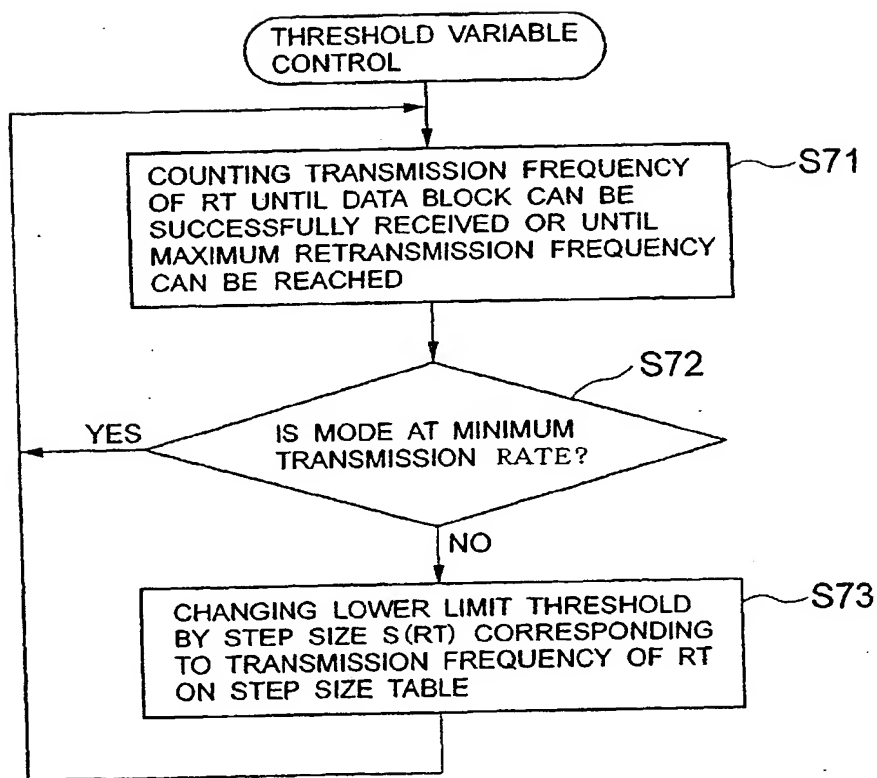 THRESHOLD VARIABLE
CONTROL
COUNTING TRANSMISSION FREQUENCY
OF RT UNTIL DATA BLOCK CAN BE
SUCCESSFULLY RECEIVED OR UNTIL
MAXIMUM RETRANSMISSION FREQUENCY
CAN BE REACHED
S71
S72
YES
IS MODE AT MINIMUM
TRANSMISSION RATE?
NO
CHANGING LOWER LIMIT THRESHOLD
BY STEP SIZE S(RT) CORRESPONDING
TO TRANSMISSION FREQUENCY OF RT
ON STEP SIZE TABLE
S73